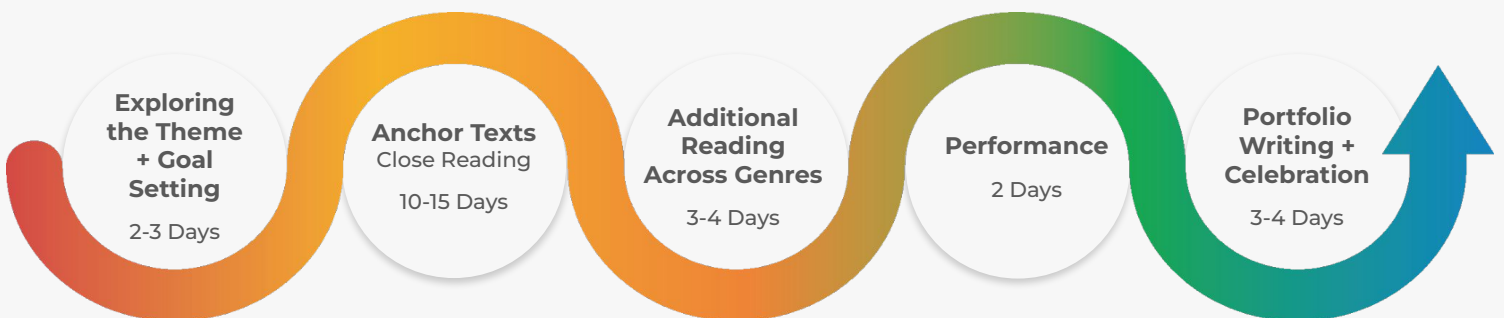 Exploring
the Theme
+ Goal
Setting
2-3 Days
Anchor Texts
Close Reading
10-15 Days
Additional
Reading
Across Genres
3-4 Days
Performance
2 Days
Portfolio
Writing +
Celebration
3-4 Days